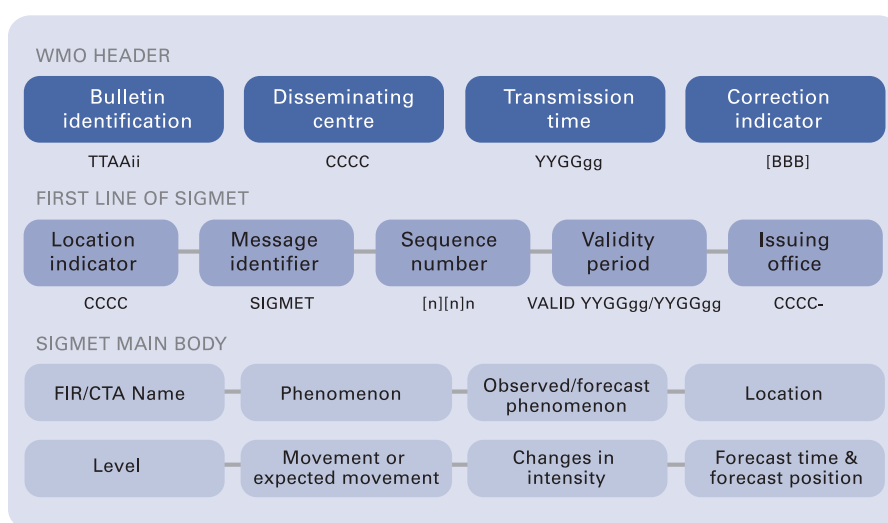 WMO HEADER
Bulletin
identification
Disseminating
centre
Transmission
time
Correction
indicator
TTAAii
CCCC
YYGGgg
[BBB]
FIRST LINE OF SIGMET
Location
indicator
Message
identifier
Sequence
number
Validity
period
Issuing
office
CCCC
SIGMET
[n][n]n
VALID YYGGgg/YYGGgg
CCCC-
SIGMET MAIN BODY
FIR/CTA Name
Phenomenon
Observed/forecast
phenomenon
Location
Level
Movement or
expected movement
Changes in
intensity
Forecast time &
forecast position